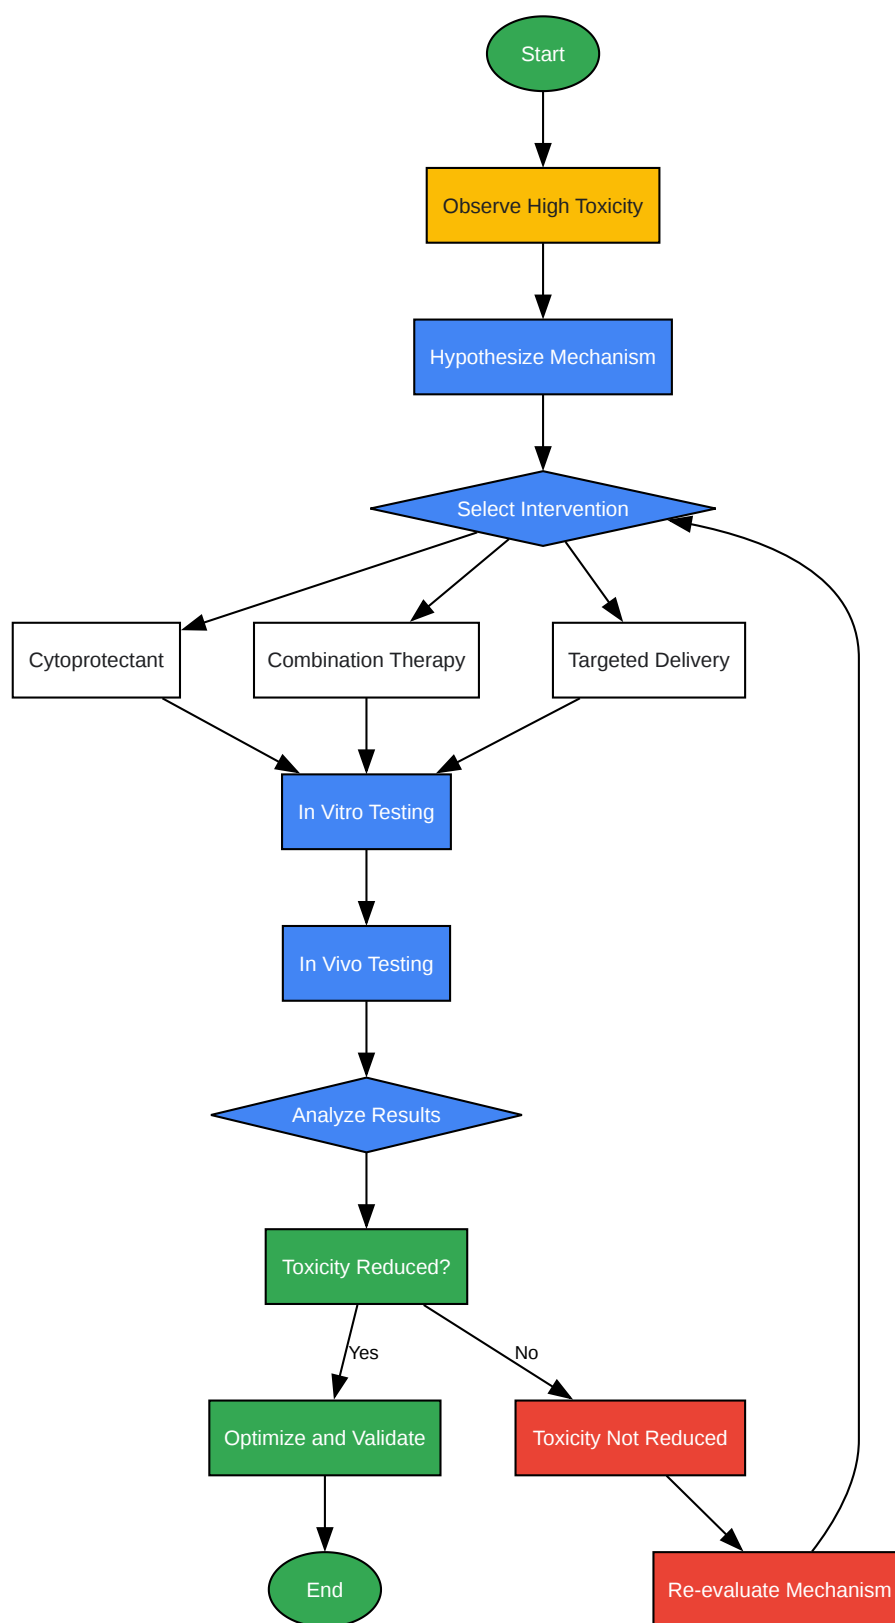 Start
Observe High Toxicity
Hypothesize Mechanism
Select Intervention
Cytoprotectant
Combination Therapy
Targeted Delivery
In Vitro Testing
In Vivo Testing
Analyze Results
Toxicity Reduced?
Yes
No
Optimize and Validate
Toxicity Not Reduced
End
Re-evaluate Mechanism